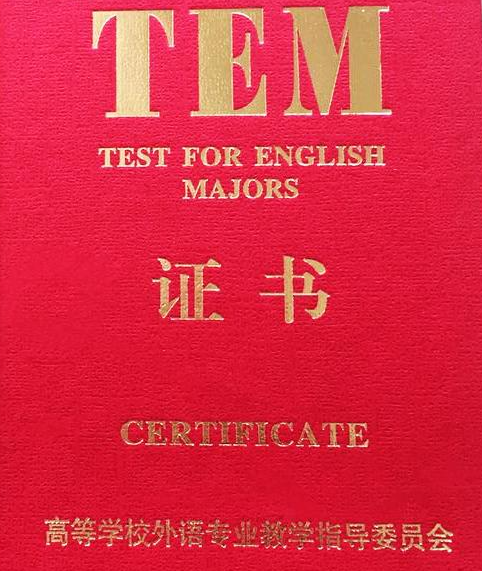 TEM
TEST FOR ENGLISH
MAJORS
证书
CERTIFICATE
高等学校外语专业教学指导委员会